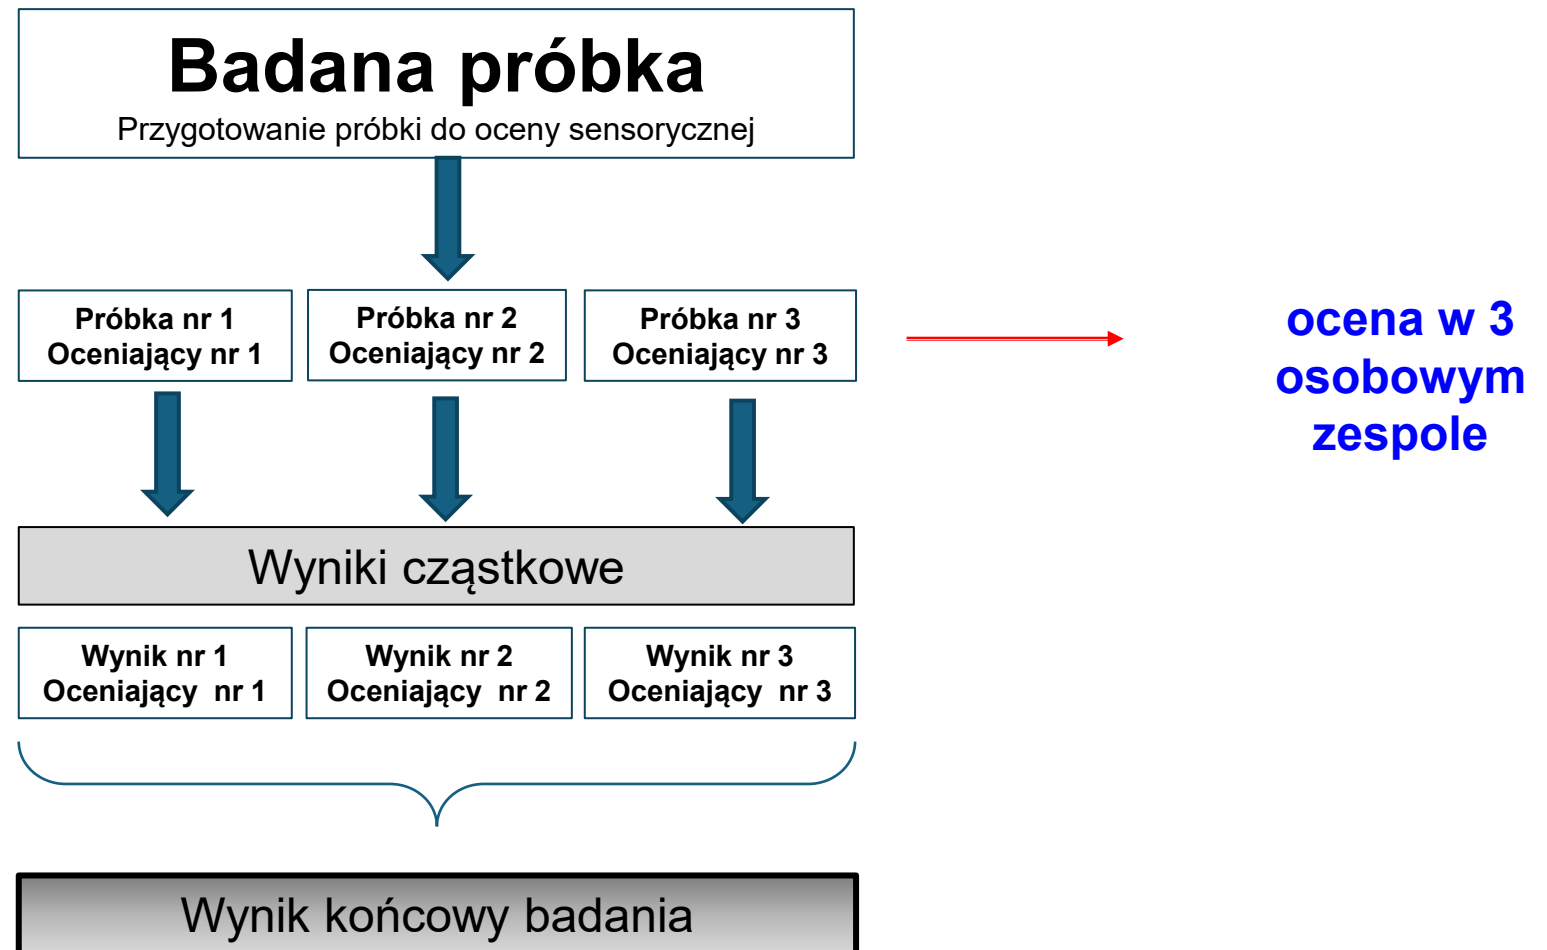 Badana próbka
Przygotowanie próbki do oceny sensorycznej
Próbka nr 1
Oceniający nr 1
Próbka nr 2
Oceniający nr 2
Próbka nr 3
Oceniający nr 3
ocena w 3
osobowym
zespole
Wyniki cząstkowe
Wynik nr 1
Oceniający nr 1
Wynik nr 2
Oceniający nr 2
Wynik nr 3
Oceniający nr 3
Wynik końcowy badania